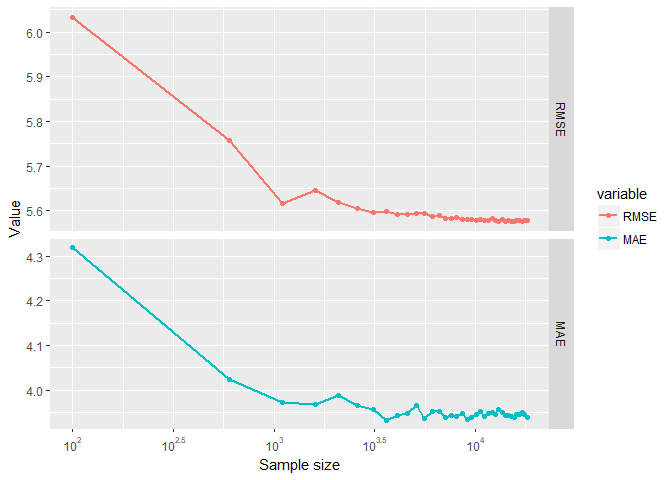 6.0
5.9
5.8
5.7
5.6
RMSE
4.3
4.2
4.1
4.0
MAE
Value
10^2
10^2.5
10^3
10^3.5
10^4
Sample size
variable
RMSE
MAE